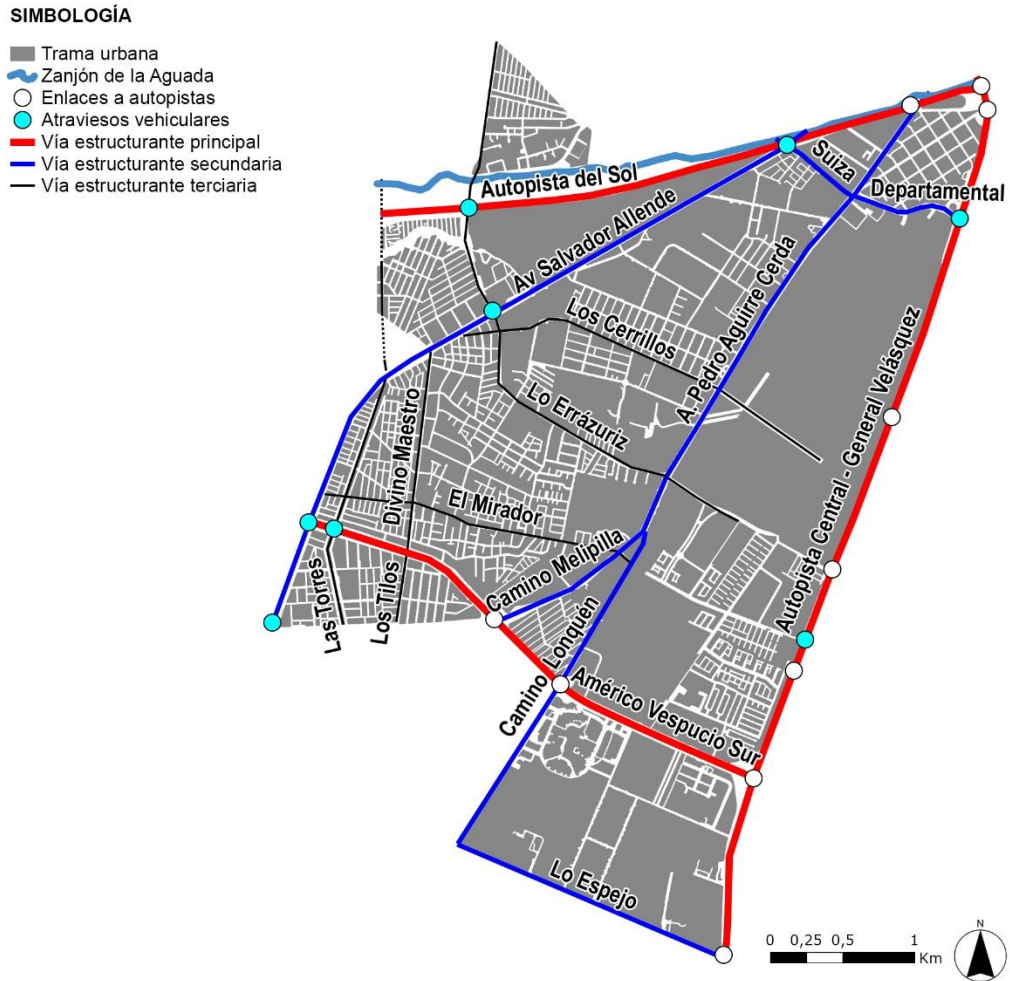 SIMBOLOGÍA
Trama urbana
Zanjón de la Aguada
Enlaces a autopistas
Atraviesos vehiculares
Vía estructurante principal
Vía estructurante secundaria
Vía estructurante terciaria
Autopista del Sol
Suiza
Departamental
Av Salvador Allende
A. Pedro Aguirre Cerda
Los Cerrillos
Lo Errázuriz
Divino Maestro
El Mirador
Autopista Central - General Velásquez
Camino Melipilla
Las Torres
Los Tilos
Camino Lonquén
Américo Vespucio Sur
Lo Espejo
0 0,25 0,5 1
Km
N